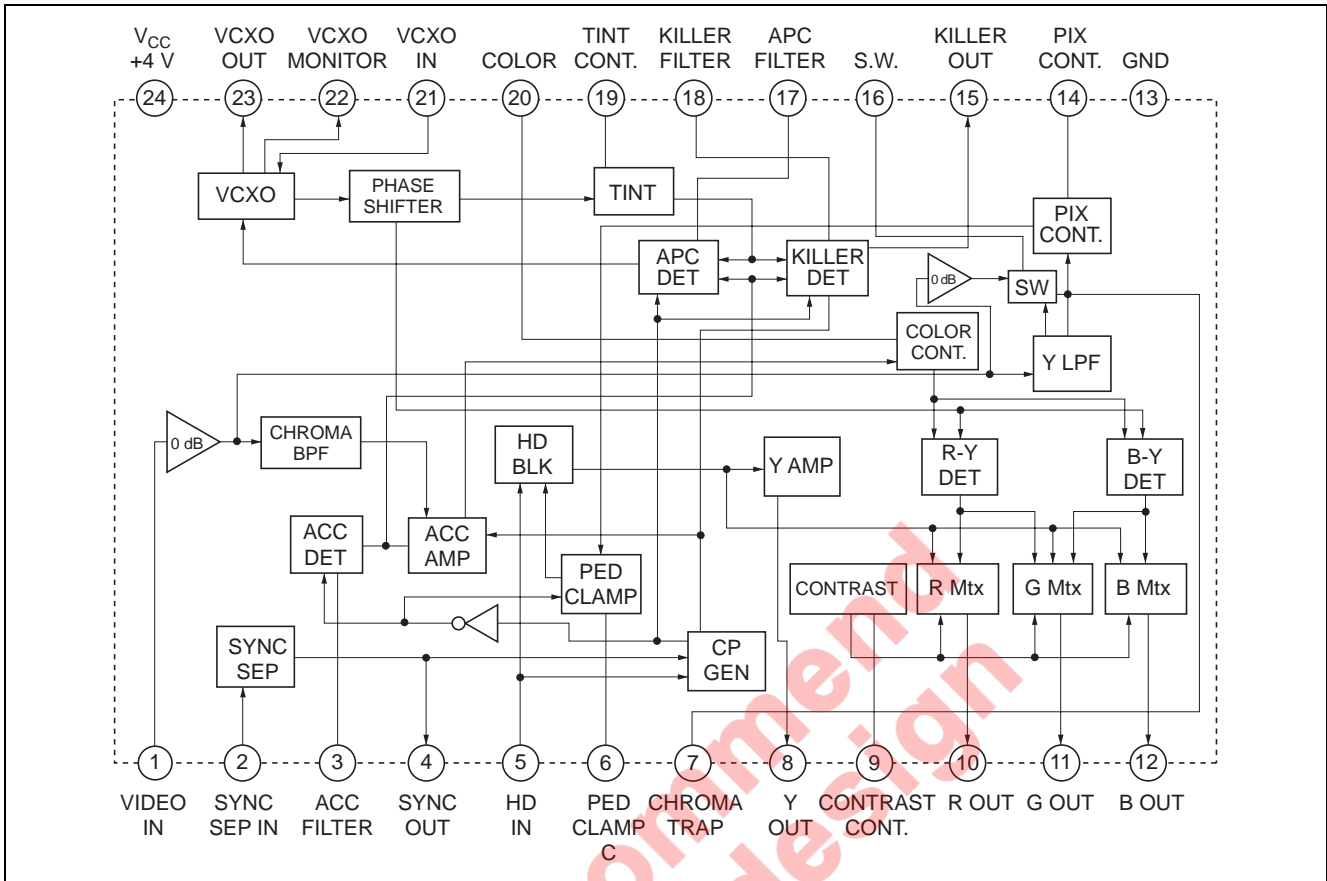 VCC +4 V
VCXO OUT
VCXO MONITOR
VCXO IN
COLOR
TINT CONT.
KILLER FILTER
APC FILTER
S.W.
KILLER OUT
PIX CONT.
GND
24
23
22
21
20
19
18
17
16
15
14
13
VCXO
PHASE SHIFTER
TINT
PIX CONT.
APC DET
KILLER DET
0 dB
SW
COLOR CONT.
Y LPF
0 dB
CHROMA BPF
HD BLK
Y AMP
R-Y DET
B-Y DET
ACC DET
ACC AMP
PED CLAMP
CONTRAST
R Mtx
G Mtx
B Mtx
SYNC SEP
CP GEN
1
2
3
4
5
6
7
8
9
10
11
12
VIDEO IN
SYNC SEP IN
ACC FILTER
SYNC OUT
HD IN
PED CLAMP C
CHROMA TRAP
Y OUT
CONTRAST CONT.
R OUT
G OUT
B OUT
ommend
design